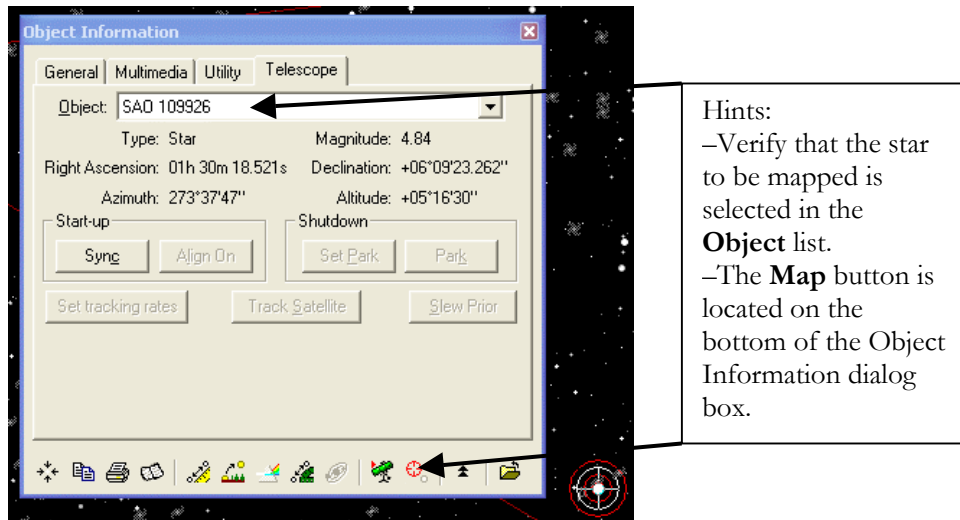 Object Information
General Multimedia Utility Telescope
Object: SAO 109926
Type: Star Magnitude: 4.84
Right Ascension: 01h 30m 18.521s Declination: +06°09'23.262''
Azimuth: 273°37'47'' Altitude: +05°16'30''
Start-up Shutdown
Sync Align On Set Park Park
Set tracking rates Track Satellite Slew Prior
Hints:
–Verify that the star
to be mapped is
selected in the
Object list.
–The Map button is
located on the
bottom of the Object
Information dialog
box.